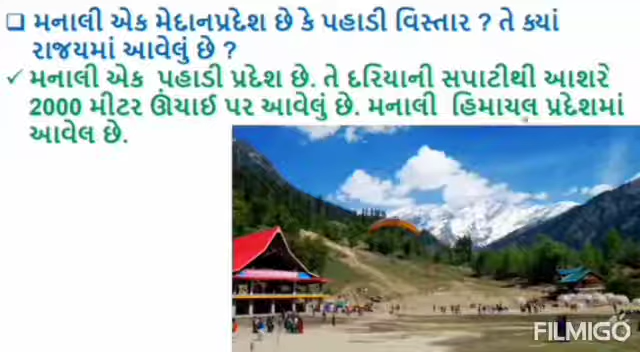 ❑ મનાલી એક મેદાનપ્રદેશ છે કે પહાડી વિસ્તાર ? તે ક્યાં
રાજયમાં આવેલું છે ?
✓ મનાલી એક પહાડી પ્રદેશ છે. તે દરિયાની સપાટીથી આશરે
2000 મીટર ઊંચાઈ પર આવેલું છે. મનાલી હિમાચલ પ્રદેશમાં
આવેલ છે.
FILMIGO